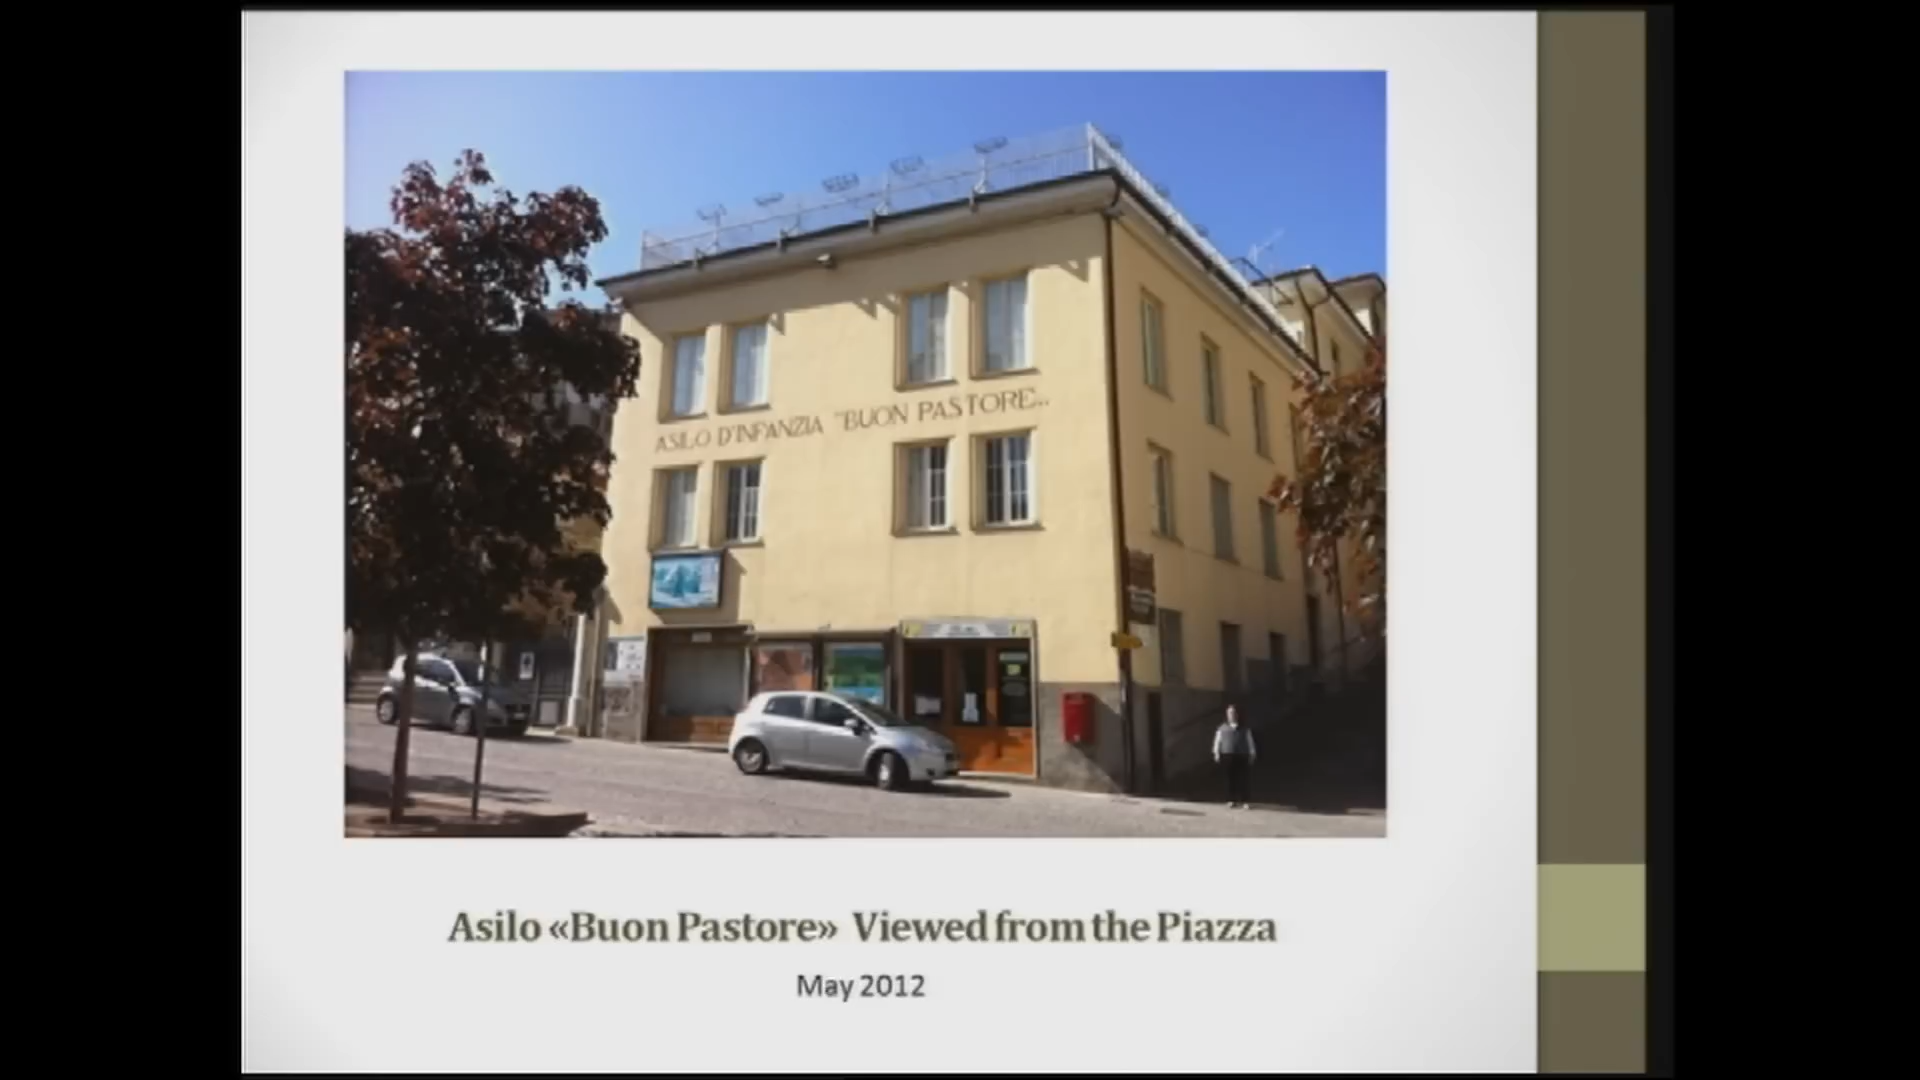 ASILO D'INFANZIA "BUON PASTORE"
Asilo «Buon Pastore» Viewed from the Piazza
May 2012